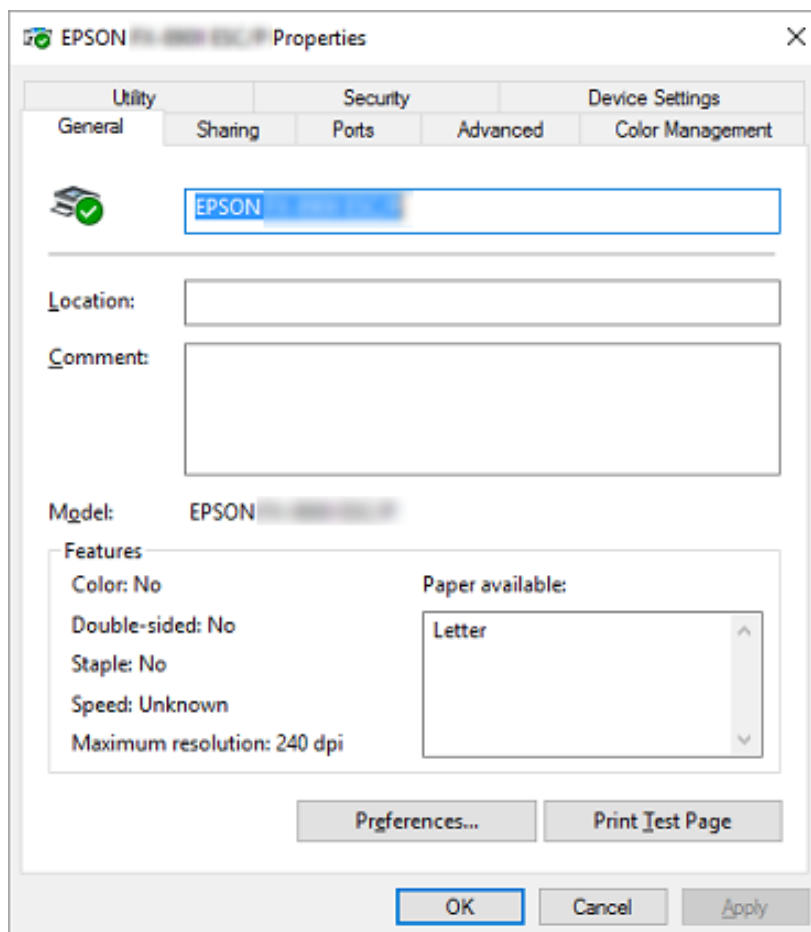 EPSON Properties
Utility Security Device Settings
General Sharing Ports Advanced Color Management
EPSON
Location:
Comment:
Model: EPSON
Features
Color: No
Paper available:
Double-sided: No
Letter
Staple: No
Speed: Unknown
Maximum resolution: 240 dpi
Preferences... Print Test Page
OK Cancel Apply